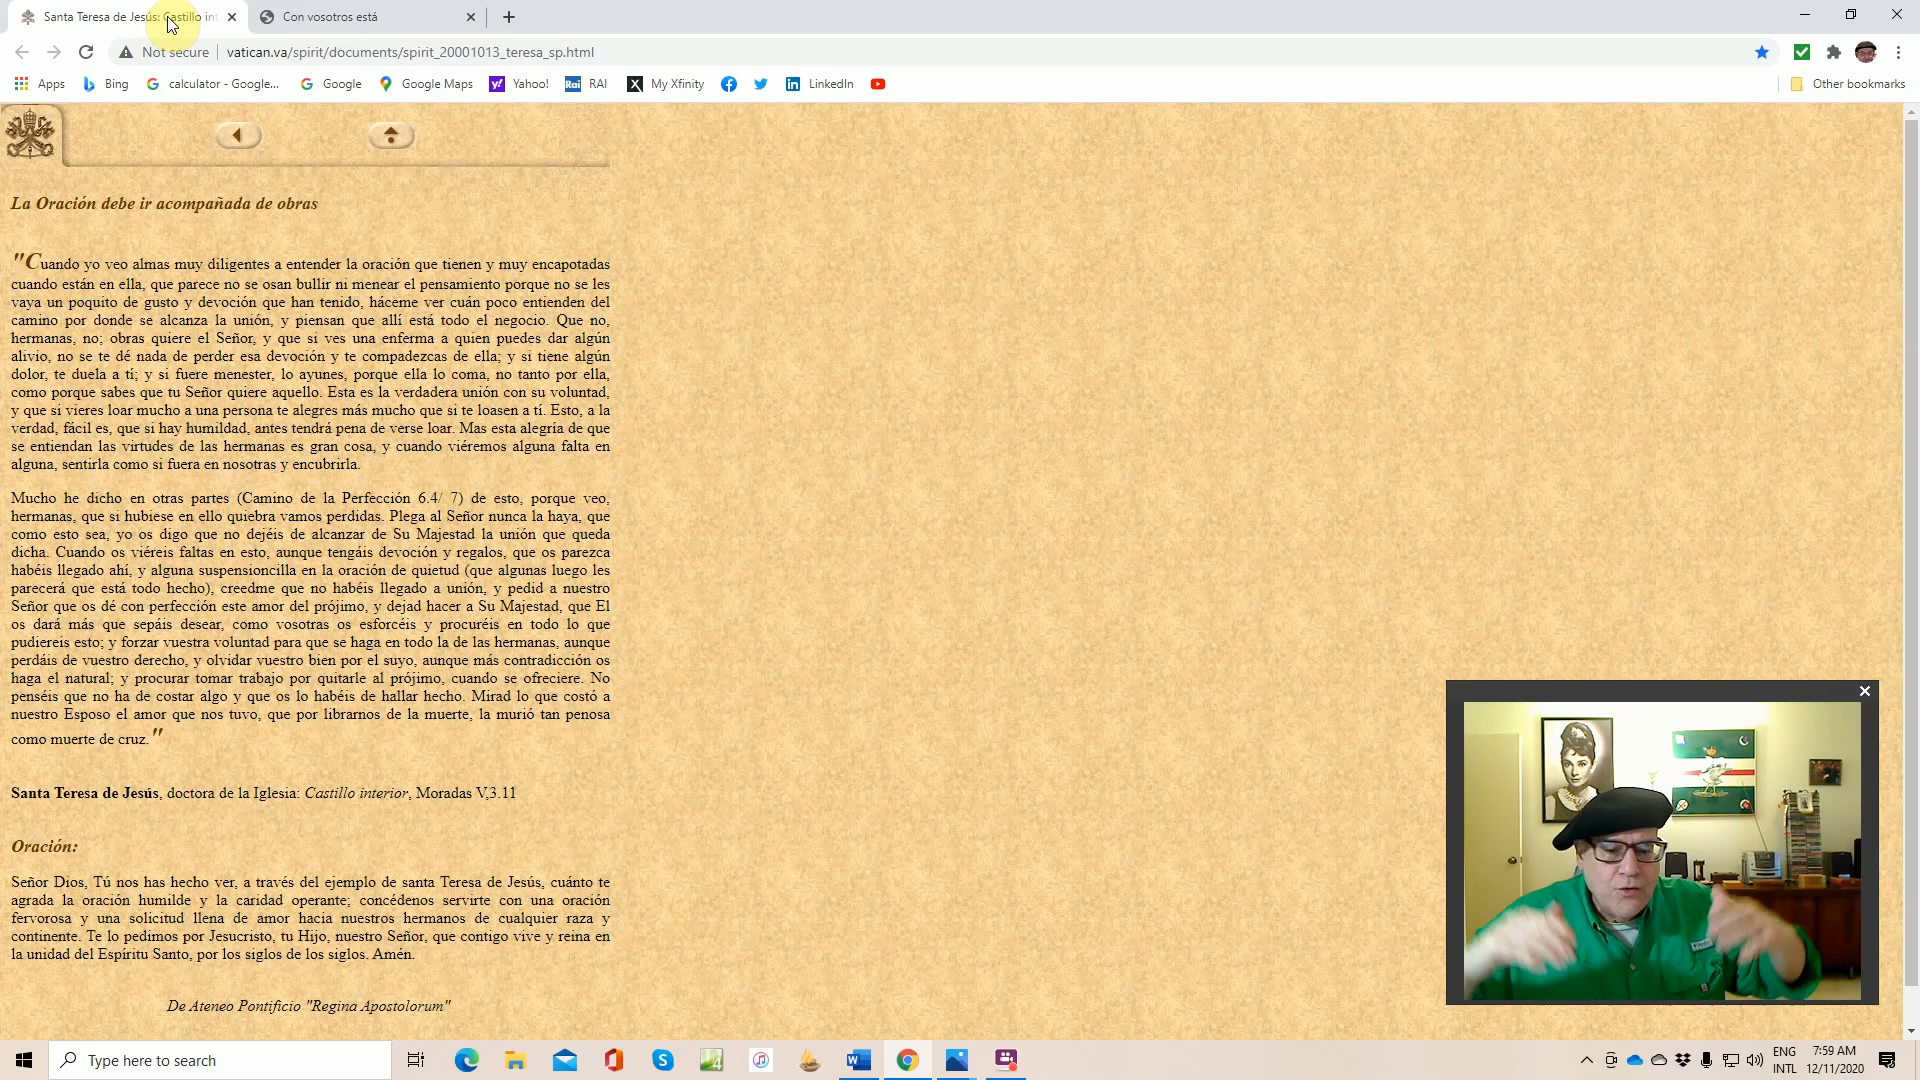 Santa Teresa de Jesús: Castillo int
Con vosotros está
Not secure
vatican.va/spirit/documents/spirit_20001013_teresa_sp.html
Apps
Bing
calculator - Google...
Google
Google Maps
Yahoo!
RAI
My Xfinity
LinkedIn
Other bookmarks
La Oración debe ir acompañada de obras
"Cuando yo veo almas muy diligentes a entender la oración que tienen y muy encapotadas
cuando están en ella, que parece no se osan bullir ni menear el pensamiento porque no se les
vaya un poquito de gusto y devoción que han tenido, háceme ver cuán poco entienden del
camino por donde se alcanza la unión, y piensan que allí está todo el negocio. Que no,
hermanas, no; obras quiere el Señor, y que si ves una enferma a quien puedes dar algún
alivio, no se te dé nada de perder esa devoción y te compadezcas de ella; y si tiene algún
dolor, te duela a tí; y si fuere menester, lo ayunes, porque ella lo coma, no tanto por ella,
como porque sabes que tu Señor quiere aquello. Esta es la verdadera unión con su voluntad,
y que si vieres loar mucho a una persona te alegres más mucho que si te loasen a tí. Esto, a la
verdad, fácil es, que si hay humildad, antes tendrá pena de verse loar. Mas esta alegría de que
se entiendan las virtudes de las hermanas es gran cosa, y cuando viéremos alguna falta en
alguna, sentirla como si fuera en nosotras y encubrirla.
Mucho he dicho en otras partes (Camino de la Perfección 6.4/ 7) de esto, porque veo,
hermanas, que si hubiese en ello quiebra vamos perdidas. Plega al Señor nunca la haya, que
como esto sea, yo os digo que no dejéis de alcanzar de Su Majestad la unión que queda
dicha. Cuando os viéreis faltas en esto, aunque tengáis devoción y regalos, que os parezca
habéis llegado ahí, y alguna suspensioncilla en la oración de quietud (que algunas luego les
parecerá que está todo hecho), creedme que no habéis llegado a unión, y pedid a nuestro
Señor que os dé con perfección este amor del prójimo, y dejad hacer a Su Majestad, que El
os dará más que sepáis desear, como vosotras os esforcéis y procuréis en todo lo que
pudiereis esto; y forzar vuestra voluntad para que se haga en todo la de las hermanas, aunque
perdáis de vuestro derecho, y olvidar vuestro bien por el suyo, aunque más contradicción os
haga el natural; y procurar tomar trabajo por quitarle al prójimo, cuando se ofreciere. No
penséis que no ha de costar algo y que os lo habéis de hallar hecho. Mirad lo que costó a
nuestro Esposo el amor que nos tuvo, que por librarnos de la muerte, la murió tan penosa
como muerte de cruz."
Santa Teresa de Jesús, doctora de la Iglesia: Castillo interior, Moradas V,3.11
Oración:
Señor Dios, Tú nos has hecho ver, a través del ejemplo de santa Teresa de Jesús, cuánto te
agrada la oración humilde y la caridad operante; concédenos servirte con una oración
fervorosa y una solicitud llena de amor hacia nuestros hermanos de cualquier raza y
continente. Te lo pedimos por Jesucristo, tu Hijo, nuestro Señor, que contigo vive y reina en
la unidad del Espíritu Santo, por los siglos de los siglos. Amén.
De Ateneo Pontificio "Regina Apostolorum"
Type here to search
ENG
INTL
7:59 AM
12/11/2020